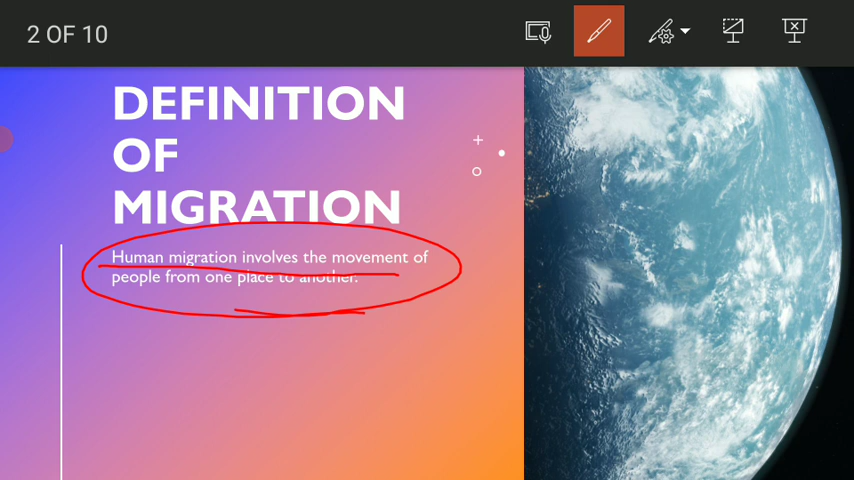 2 OF 10
DEFINITION
OF
MIGRATION
Human migration involves the movement of
people from one place to another.